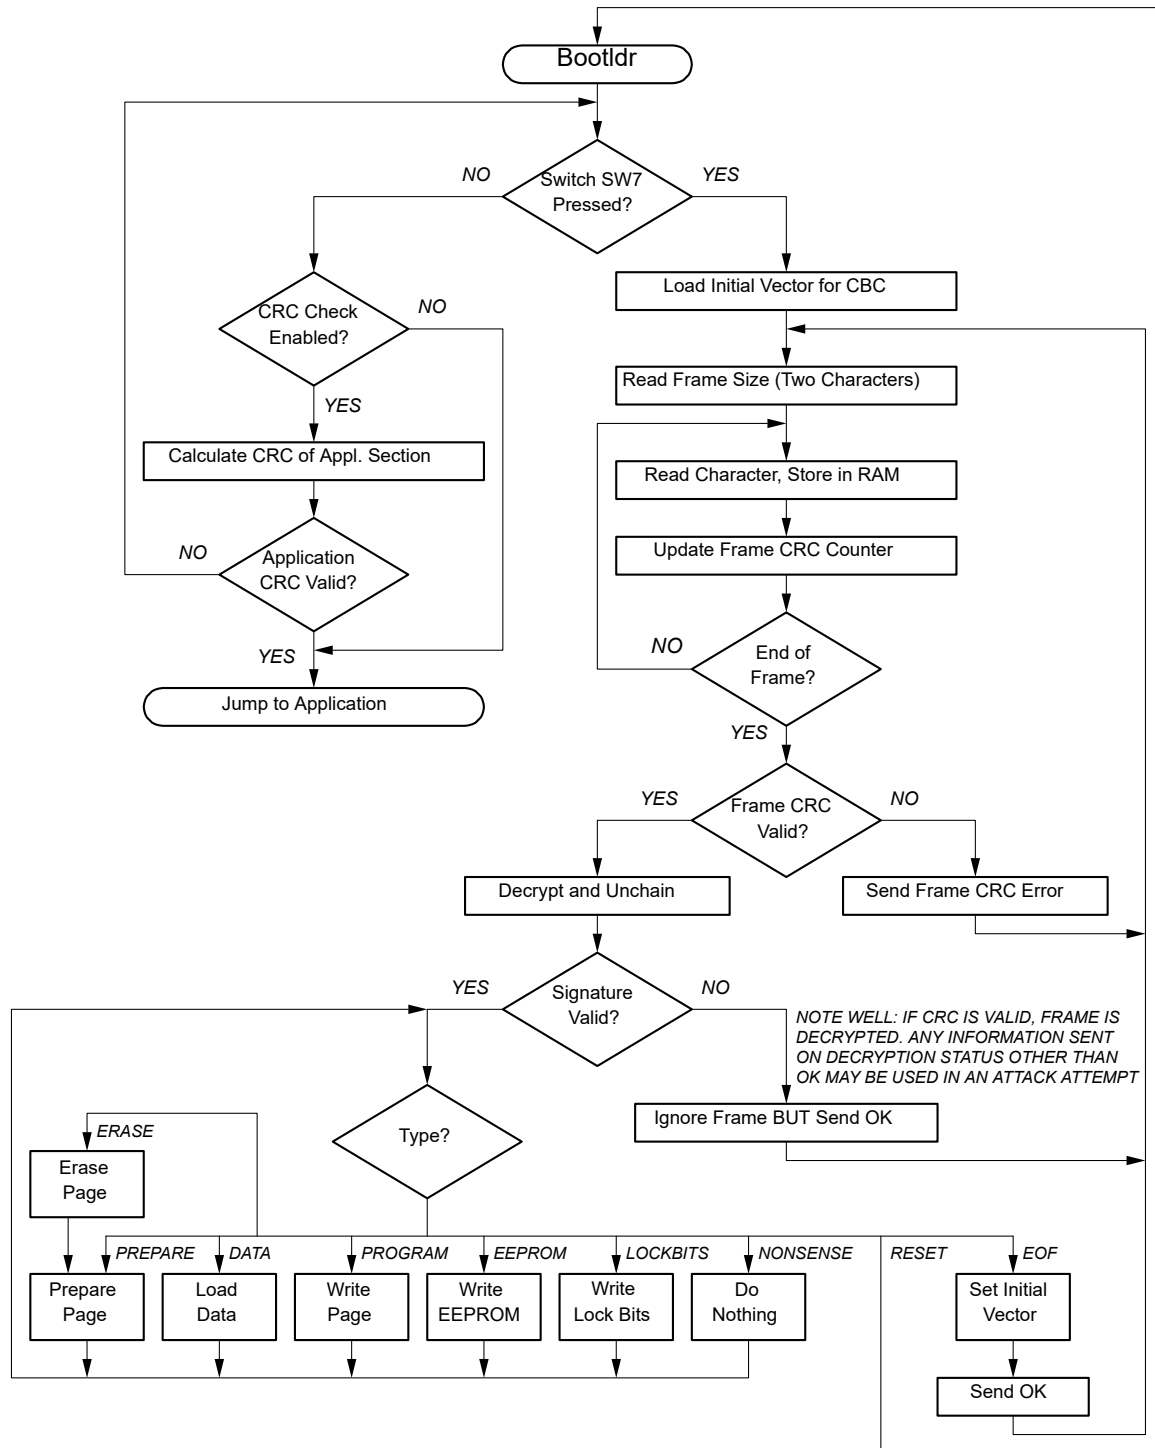 Bootldr
NO
Switch SW7
Pressed?
YES
Load Initial Vector for CBC
CRC Check
Enabled?
NO
Read Frame Size (Two Characters)
YES
Calculate CRC of Appl. Section
Read Character, Store in RAM
NO
Application
CRC Valid?
Update Frame CRC Counter
YES
NO
End of
Frame?
Jump to Application
YES
YES
Frame CRC
Valid?
NO
Decrypt and Unchain
Send Frame CRC Error
YES
Signature
Valid?
NO
NOTE WELL: IF CRC IS VALID, FRAME IS
DECRYPTED. ANY INFORMATION SENT
ON DECRYPTION STATUS OTHER THAN
OK MAY BE USED IN AN ATTACK ATTEMPT
Ignore Frame BUT Send OK
ERASE
Type?
Erase
Page
PREPARE
DATA
PROGRAM
EEPROM
LOCKBITS
NONSENSE
RESET
EOF
Prepare
Page
Load
Data
Write
Page
Write
EEPROM
Write
Lock Bits
Do
Nothing
Set Initial
Vector
Send OK